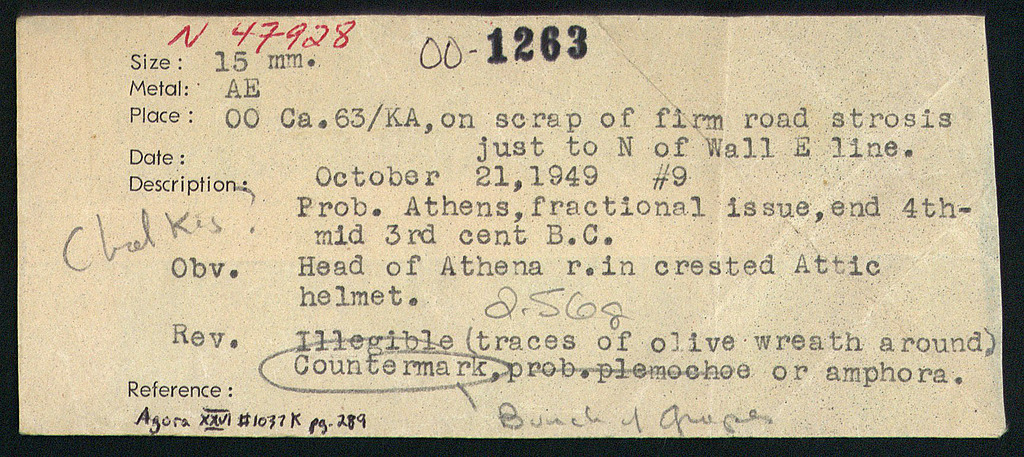 N 47928
00-1263
Size: 15 mm.
Metal: AE
Place: OO Ca.63/KA,on scrap of firm road strosis
just to N of Wall E line.
Date:
October 21,1949 #9
Description:
Prob. Athens,fractional issue,end 4th-
mid 3rd cent B.C.
Chalkis?
Obv. Head of Athena r.in crested Attic
helmet.
2.56g
Rev. Illegible (traces of olive wreath around)
Countermark,prob.plemochoe or amphora.
Bunch of grapes
Reference:
Agora XXVI #1037K pg. 289